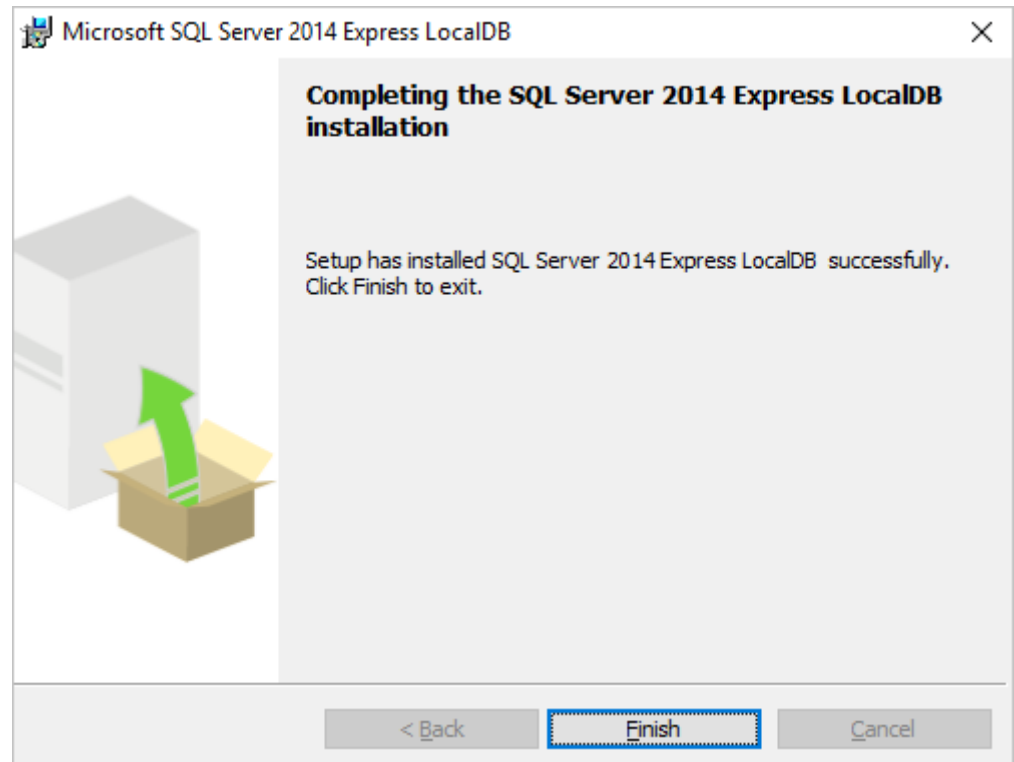 Microsoft SQL Server 2014 Express LocalDB
Completing the SQL Server 2014 Express LocalDB
installation
Setup has installed SQL Server 2014 Express LocalDB  successfully.
Click Finish to exit.
< Back
Finish
Cancel